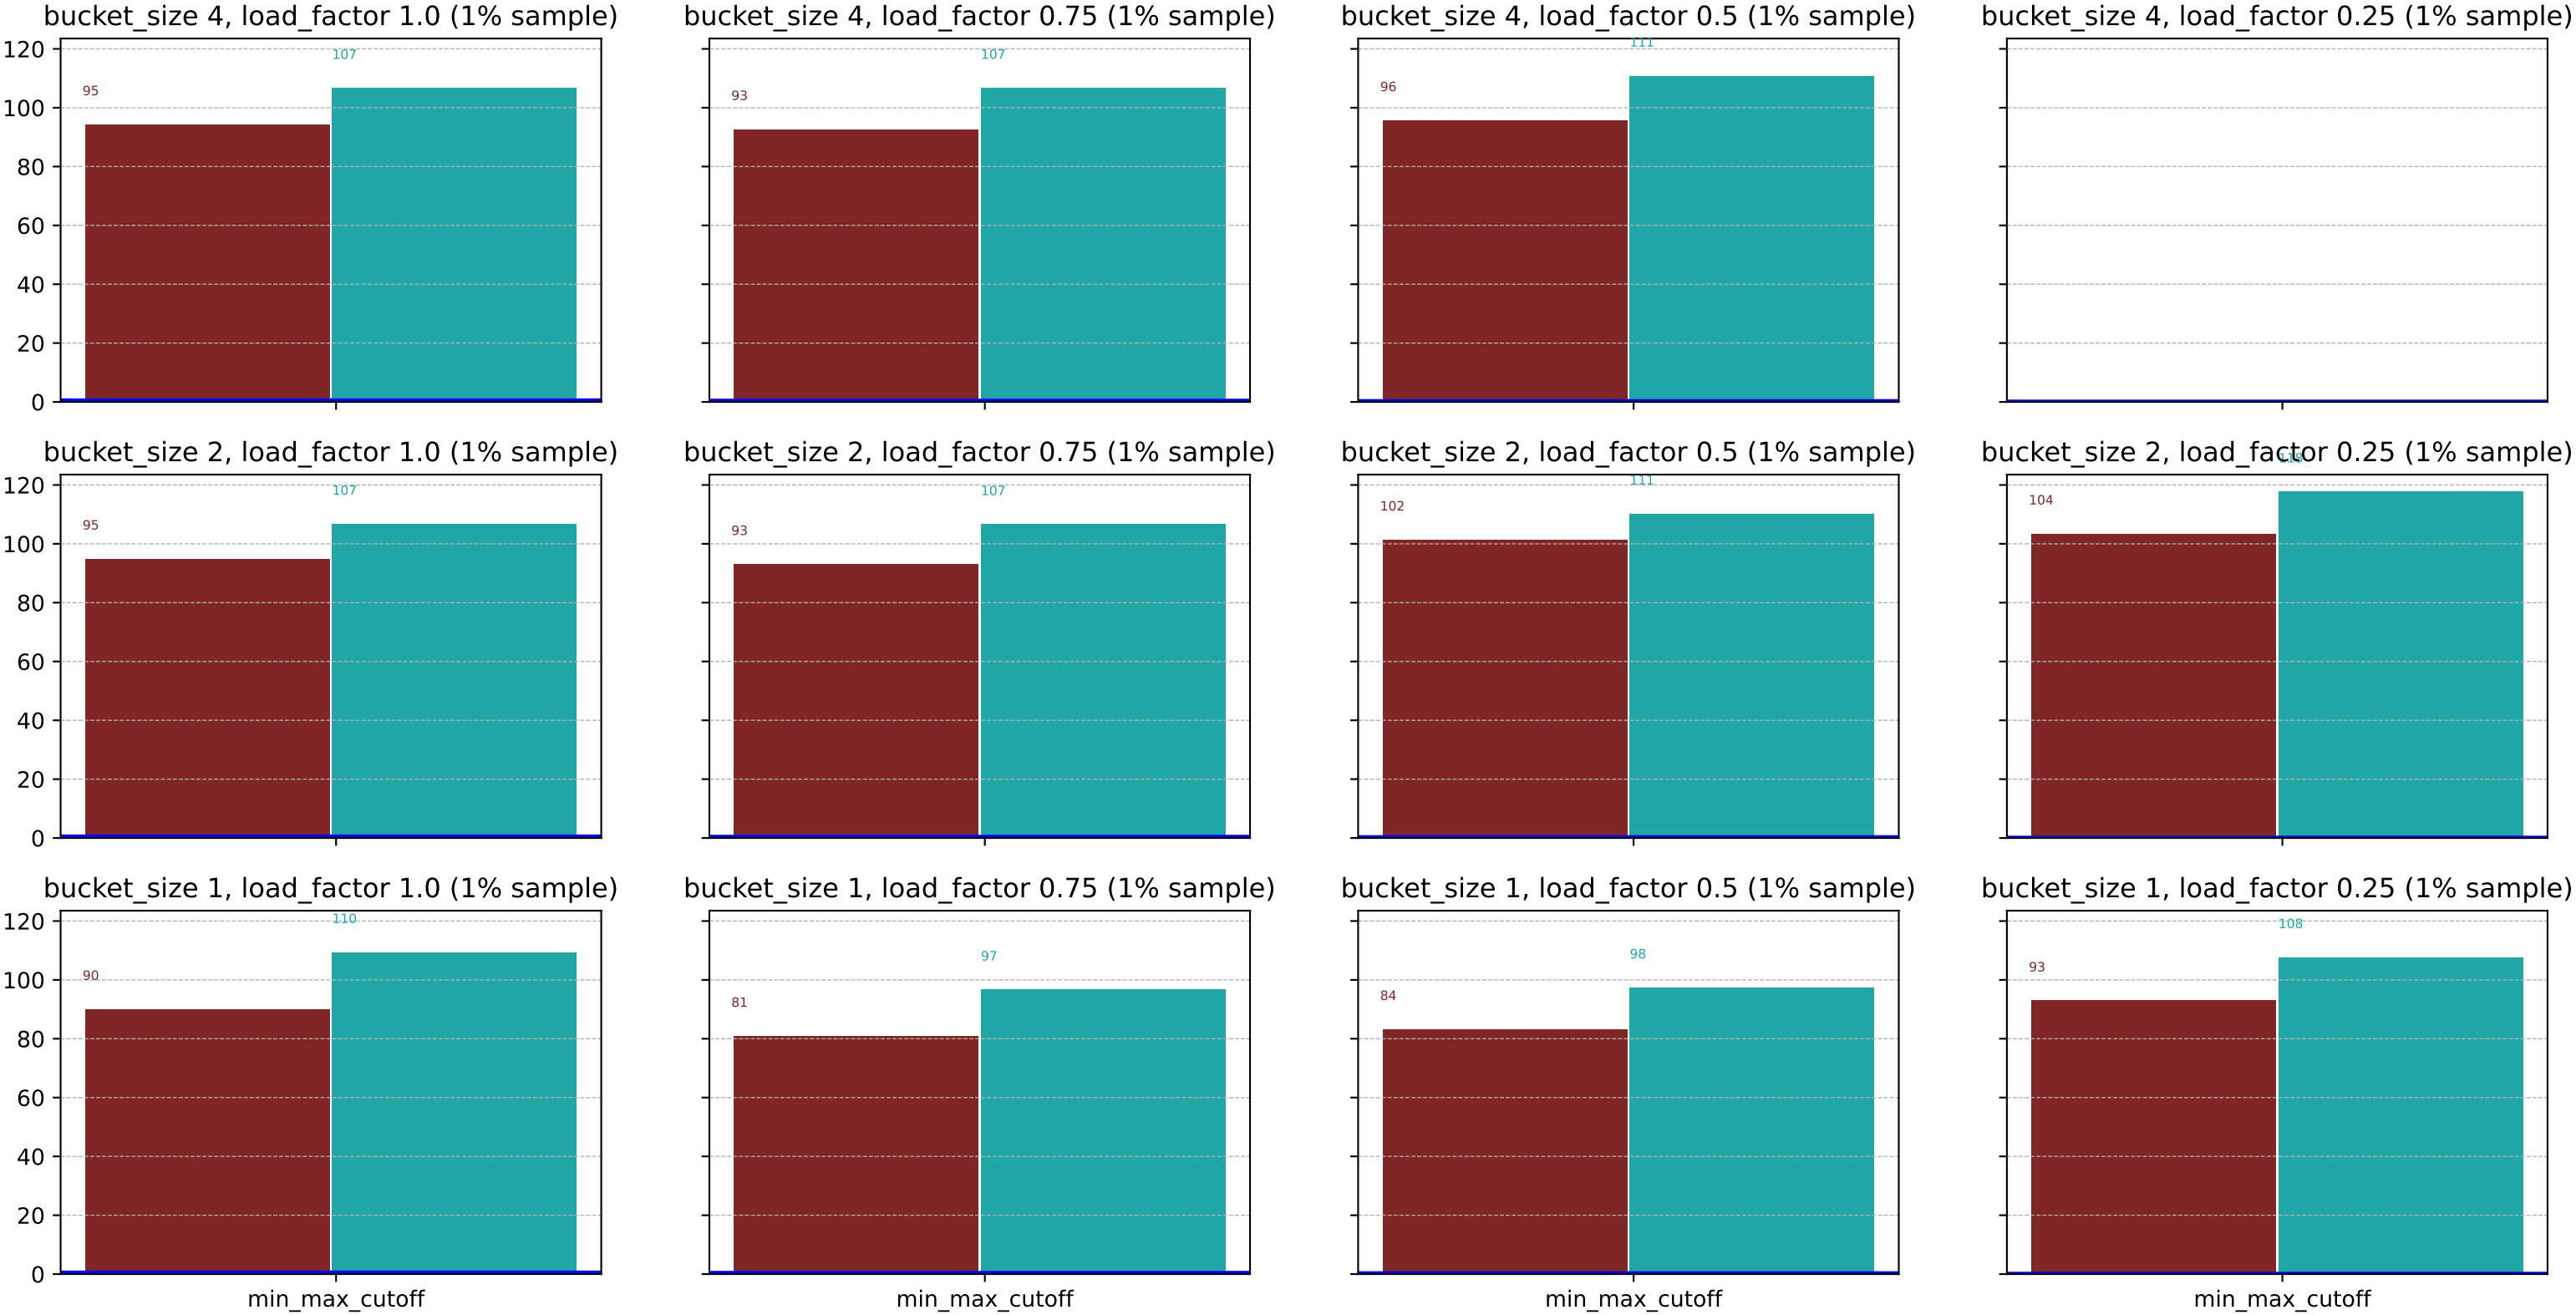 bucket_size 4, load_factor 1.0 (1% sample)
120
100
80
60
40
20
0
95
107
bucket_size 4, load_factor 0.75 (1% sample)
93
107
bucket_size 4, load_factor 0.5 (1% sample)
96
111
bucket_size 4, load_factor 0.25 (1% sample)
bucket_size 2, load_factor 1.0 (1% sample)
120
100
80
60
40
20
0
95
107
bucket_size 2, load_factor 0.75 (1% sample)
93
107
bucket_size 2, load_factor 0.5 (1% sample)
102
111
bucket_size 2, load_factor 0.25 (1% sample)
104
118
bucket_size 1, load_factor 1.0 (1% sample)
120
100
80
60
40
20
0
90
110
min_max_cutoff
bucket_size 1, load_factor 0.75 (1% sample)
81
97
min_max_cutoff
bucket_size 1, load_factor 0.5 (1% sample)
84
98
min_max_cutoff
bucket_size 1, load_factor 0.25 (1% sample)
93
108
min_max_cutoff